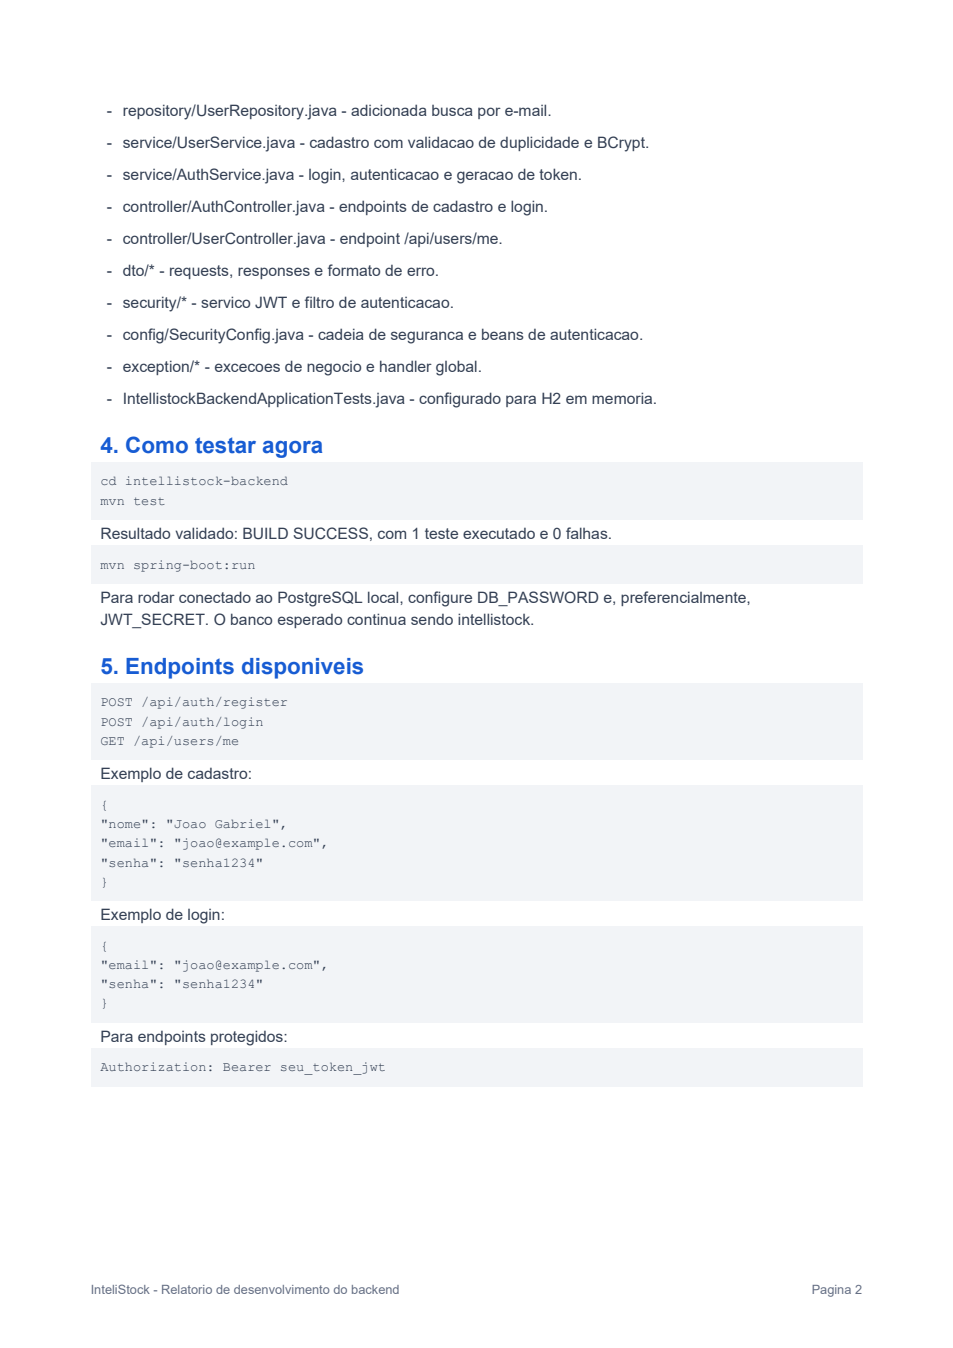 - repository/UserRepository.java - adicionada busca por e-mail.
- service/UserService.java - cadastro com validacao de duplicidade e BCrypt.
- service/AuthService.java - login, autenticacao e geracao de token.
- controller/AuthController.java - endpoints de cadastro e login.
- controller/UserController.java - endpoint /api/users/me.
- dto/* - requests, responses e formato de erro.
- security/* - servico JWT e filtro de autenticacao.
- config/SecurityConfig.java - cadeia de seguranca e beans de autenticacao.
- exception/* - excecoes de negocio e handler global.
- IntellistockBackendApplicationTests.java - configurado para H2 em memoria.
4. Como testar agora
cd intellistock-backend
mvn test
Resultado validado: BUILD SUCCESS, com 1 teste executado e 0 falhas.
mvn spring-boot:run
Para rodar conectado ao PostgreSQL local, configure DB_PASSWORD e, preferencialmente,
JWT_SECRET. O banco esperado continua sendo intellistock.
5. Endpoints disponiveis
POST /api/auth/register
POST /api/auth/login
GET /api/users/me
Exemplo de cadastro:
{
"nome": "Joao Gabriel",
"email": "joao@example.com",
"senha": "senha1234"
}
Exemplo de login:
{
"email": "joao@example.com",
"senha": "senha1234"
}
Para endpoints protegidos:
Authorization: Bearer seu_token_jwt
InteliStock - Relatorio de desenvolvimento do backend
Pagina 2